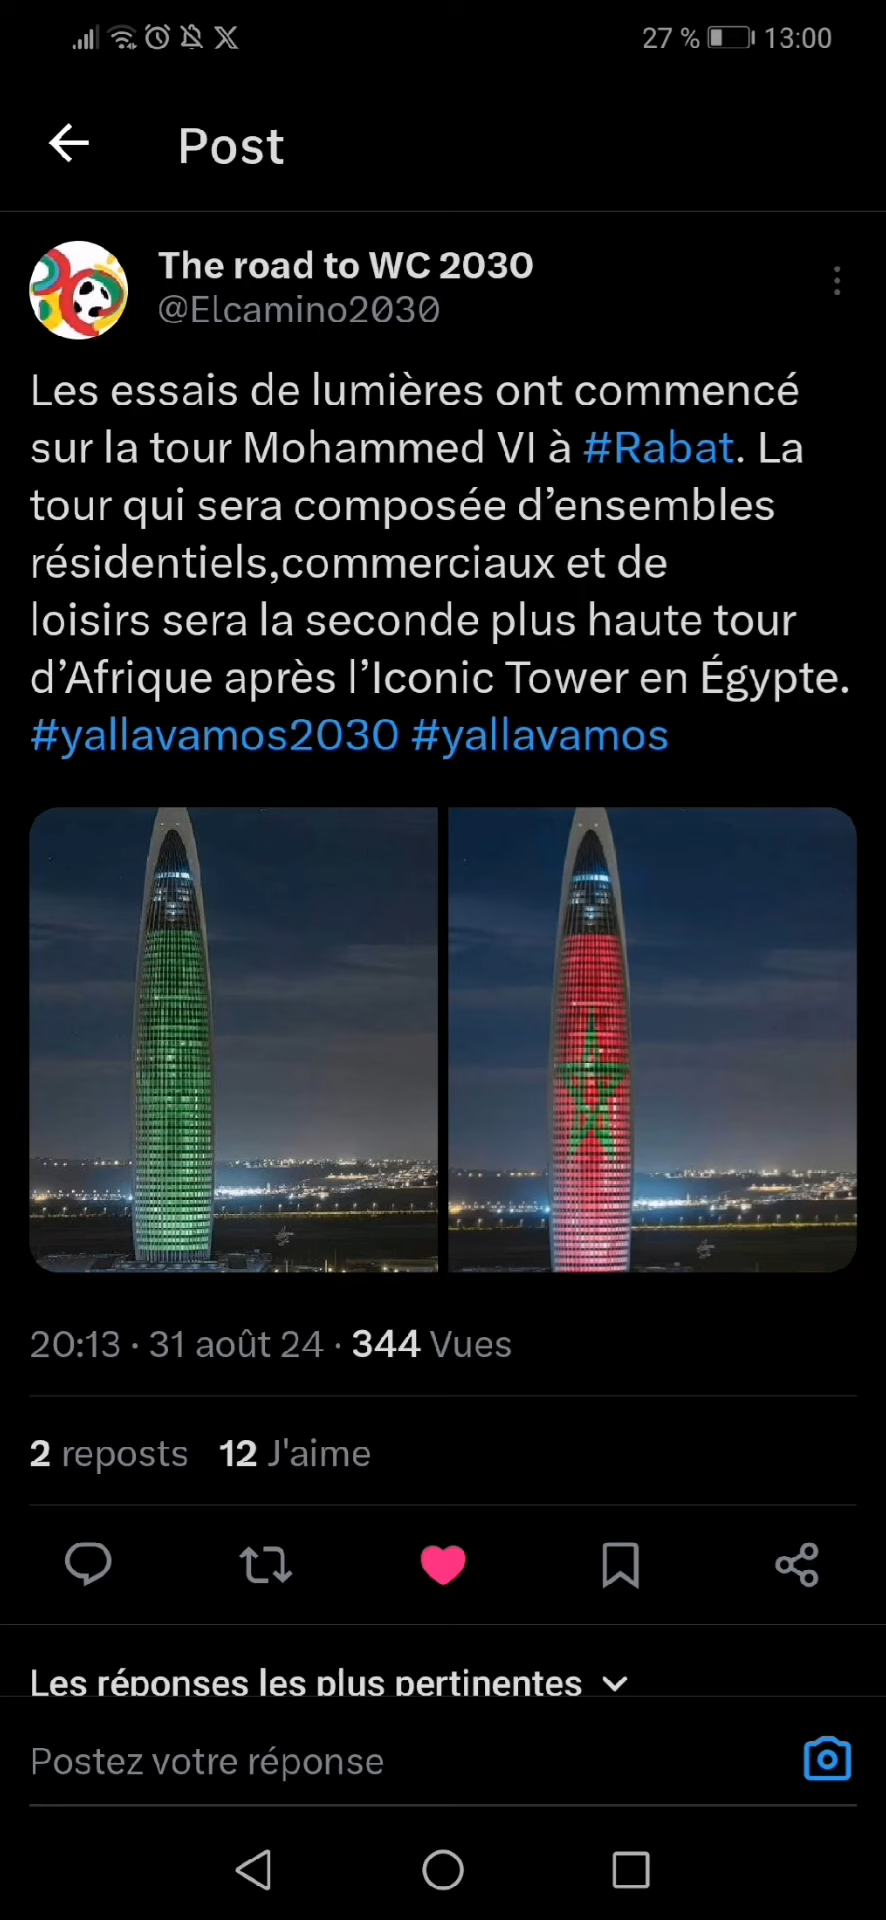 27 % 13:00
Post
The road to WC 2030
@Elcamino2030
Les essais de lumières ont commencé
sur la tour Mohammed VI à #Rabat. La
tour qui sera composée d’ensembles
résidentiels,commerciaux et de
loisirs sera la seconde plus haute tour
d’Afrique après l’Iconic Tower en Égypte.
#yallavamos2030 #yallavamos
20:13 · 31 août 24 · 344 Vues
2 reposts 12 J'aime
Les réponses les plus pertinentes
Postez votre réponse